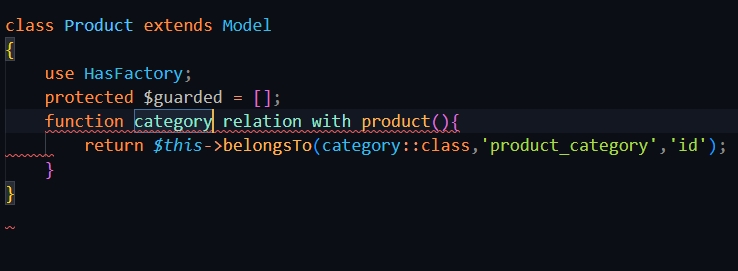 class Product extends Model
{
use HasFactory;
protected $guarded = [];
function category relation with product(){
return $this->belongsTo(category::class,'product_category','id');
}
}